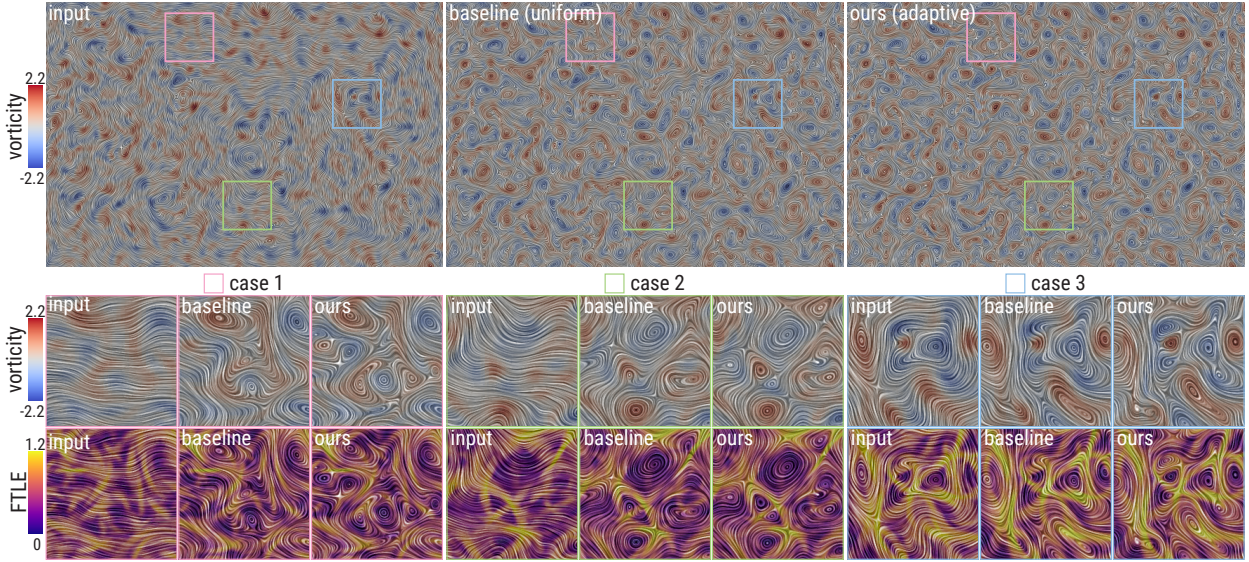 input
baseline (uniform)
ours (adaptive)
2.2
vorticity
-2.2
case 1
case 2
case 3
2.2
vorticity
-2.2
input
baseline
ours
input
baseline
ours
input
baseline
ours
1.2
FTLE
0
input
baseline
ours
input
baseline
ours
input
baseline
ours